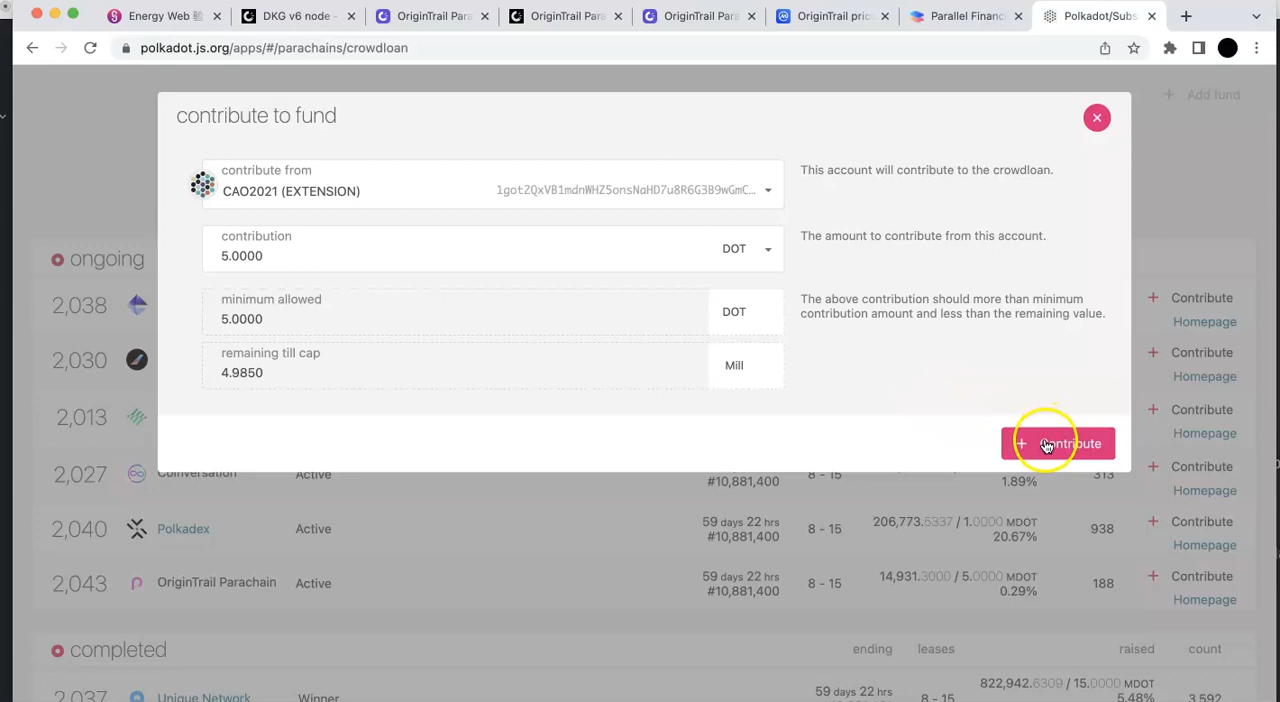 Energy Web
DKG v6 node -
OriginTrail Para
OriginTrail Para
OriginTrail Para
OriginTrail pric
Parallel Financ
Polkadot/Subs
polkadot.js.org/apps/#/parachains/crowdloan
Add fund
contribute to fund
contribute from
CAO2021 (EXTENSION)
1got2QxVB1mdnWHZ5onsNaHD7u8R6G3B9wGmC...
This account will contribute to the crowdloan.
contribution
5.0000
DOT
The amount to contribute from this account.
minimum allowed
5.0000
DOT
The above contribution should more than minimum
contribution amount and less than the remaining value.
remaining till cap
4.9850
Mill
+ Contribute
ongoing
2,038
+ Contribute
Homepage
2,030
+ Contribute
Homepage
2,013
+ Contribute
Homepage
2,027
Coinversation
Active
#10,881,400
8 - 15
1.89%
313
+ Contribute
Homepage
2,040
Polkadex
Active
59 days 22 hrs
#10,881,400
8 - 15
206,773.5337 / 1.0000 MDOT
20.67%
938
+ Contribute
Homepage
2,043
OriginTrail Parachain
Active
59 days 22 hrs
#10,881,400
8 - 15
14,931.3000 / 5.0000 MDOT
0.29%
188
+ Contribute
Homepage
completed
ending
leases
raised
count
2,037
Unique Network
Winner
59 days 22 hrs
8 - 15
822,942.6309 / 15.0000 MDOT
5.48%
3,592